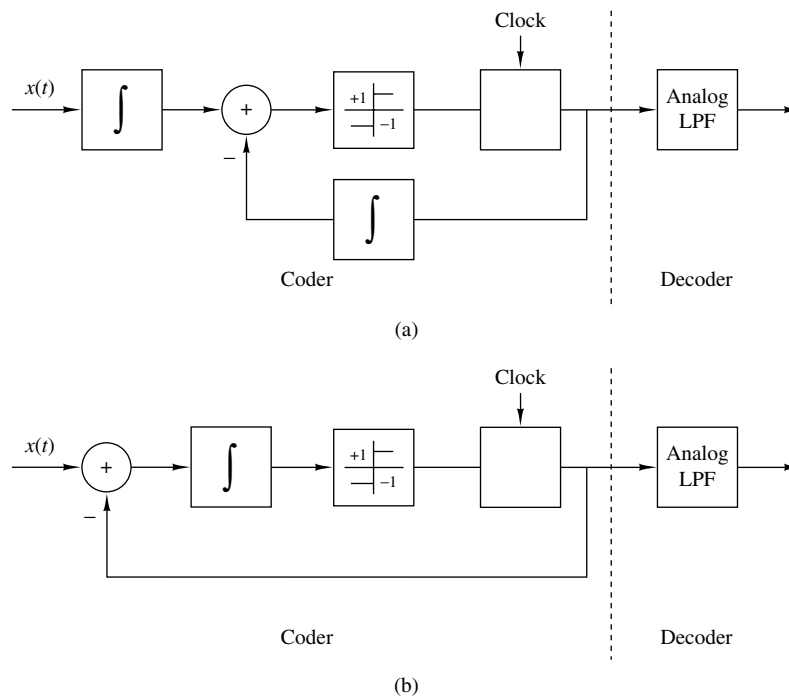 Clock
x(t)
∫
+
+1
−1
Analog
LPF
−
∫
Coder
Decoder
(a)
Clock
x(t)
+
∫
+1
−1
Analog
LPF
−
Coder
Decoder
(b)